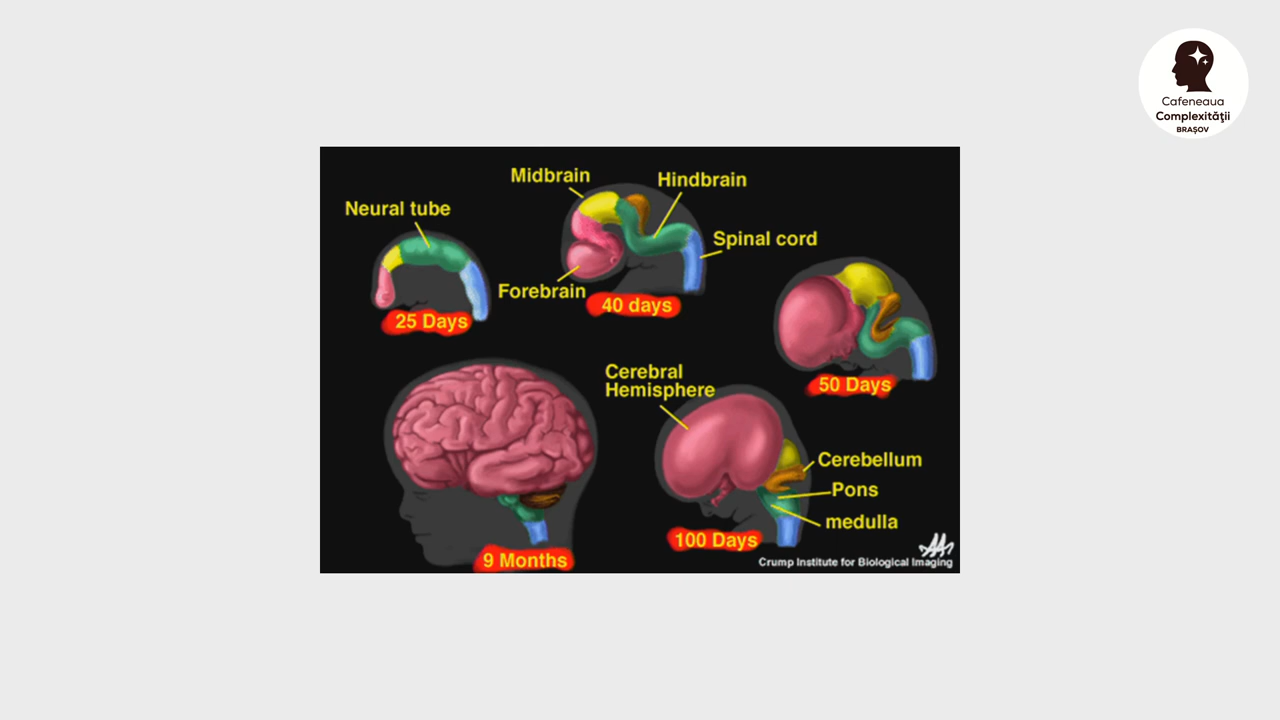 Cafeneaua
Complexității
BRAȘOV
Midbrain
Hindbrain
Neural tube
Spinal cord
Forebrain
40 days
25 Days
50 Days
Cerebral
Hemisphere
Cerebellum
Pons
medulla
100 Days
9 Months
Crump Institute for Biological Imaging